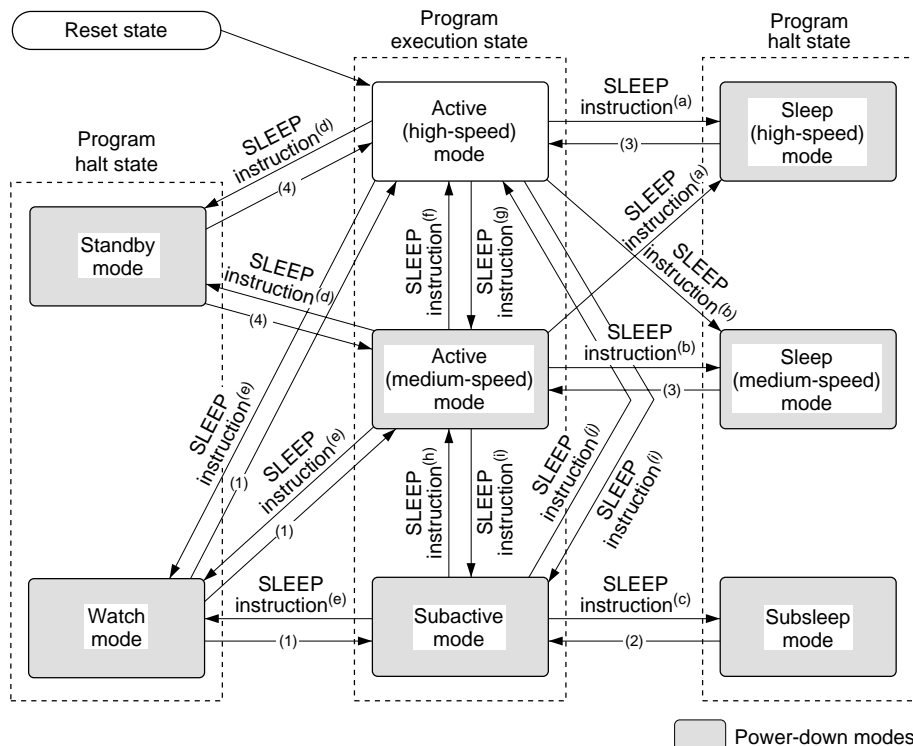 Reset state
Program
execution state
Program
halt state
Program
halt state
Active
(high-speed)
mode
SLEEP
instruction(a)
(3)
Sleep
(high-speed)
mode
SLEEP
instruction(d)
(4)
Standby
mode
SLEEP
instruction(d)
(4)
SLEEP
instruction(f)
SLEEP
instruction(g)
SLEEP
instruction(a)
SLEEP
instruction(b)
Active
(medium-speed)
mode
SLEEP
instruction(b)
(3)
Sleep
(medium-speed)
mode
SLEEP
instruction(e)
(1)
SLEEP
instruction(e)
(1)
SLEEP
instruction(h)
SLEEP
instruction(i)
SLEEP
instruction(j)
SLEEP
instruction(i)
Watch
mode
SLEEP
instruction(e)
(1)
Subactive
mode
SLEEP
instruction(c)
(2)
Subsleep
mode
Power-down modes